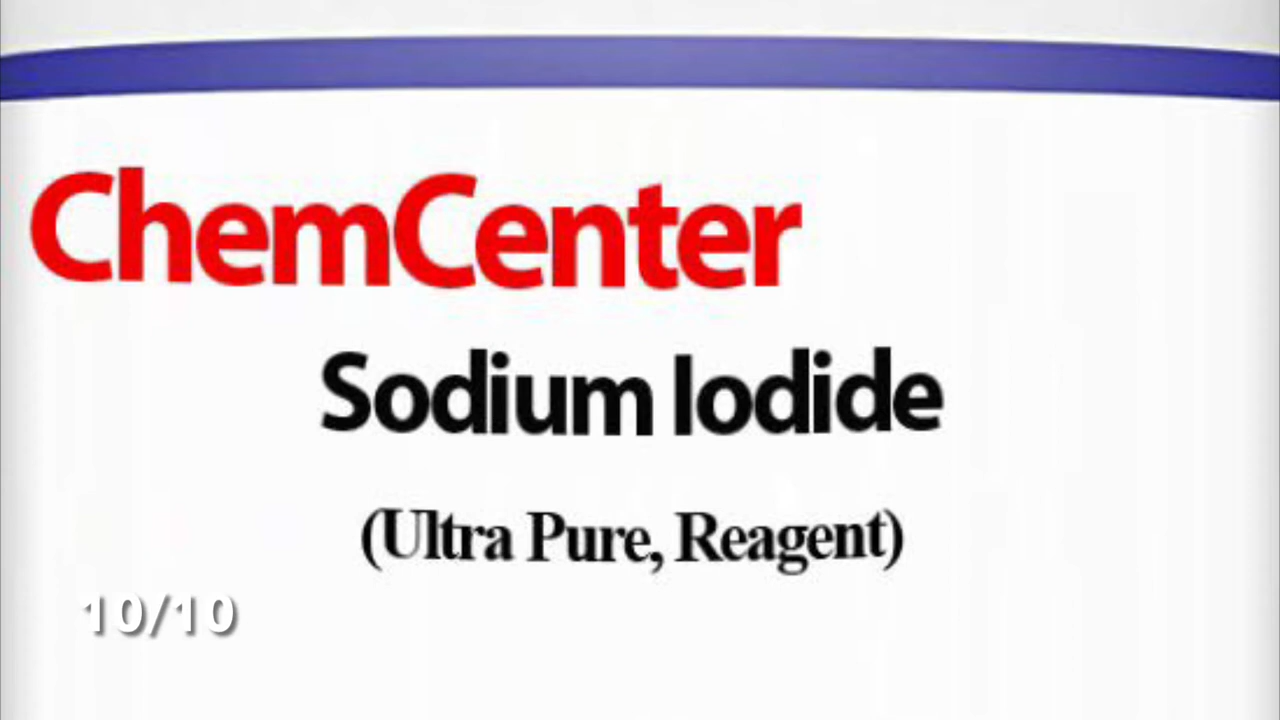 ChemCenter
Sodium Iodide
(Ultra Pure, Reagent)
10/10